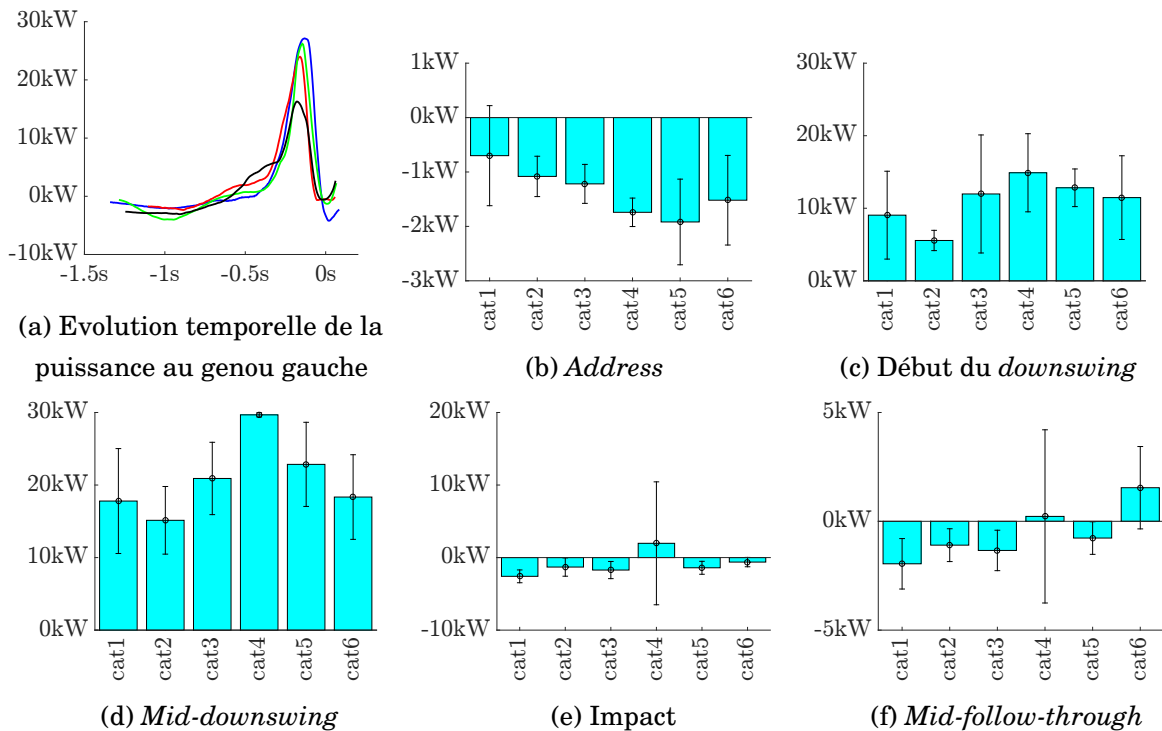 30kW
20kW
10kW
0kW
-10kW
-1.5s -1s -0.5s 0s
(a) Evolution temporelle de la
puissance au genou gauche
1kW
0kW
-1kW
-2kW
-3kW
cat1 cat2 cat3 cat4 cat5 cat6
(b) Address
30kW
20kW
10kW
0kW
cat1 cat2 cat3 cat4 cat5 cat6
(c) Début du downswing
30kW
20kW
10kW
0kW
cat1 cat2 cat3 cat4 cat5 cat6
(d) Mid-downswing
20kW
10kW
0kW
-10kW
cat1 cat2 cat3 cat4 cat5 cat6
(e) Impact
5kW
0kW
-5kW
cat1 cat2 cat3 cat4 cat5 cat6
(f) Mid-follow-through